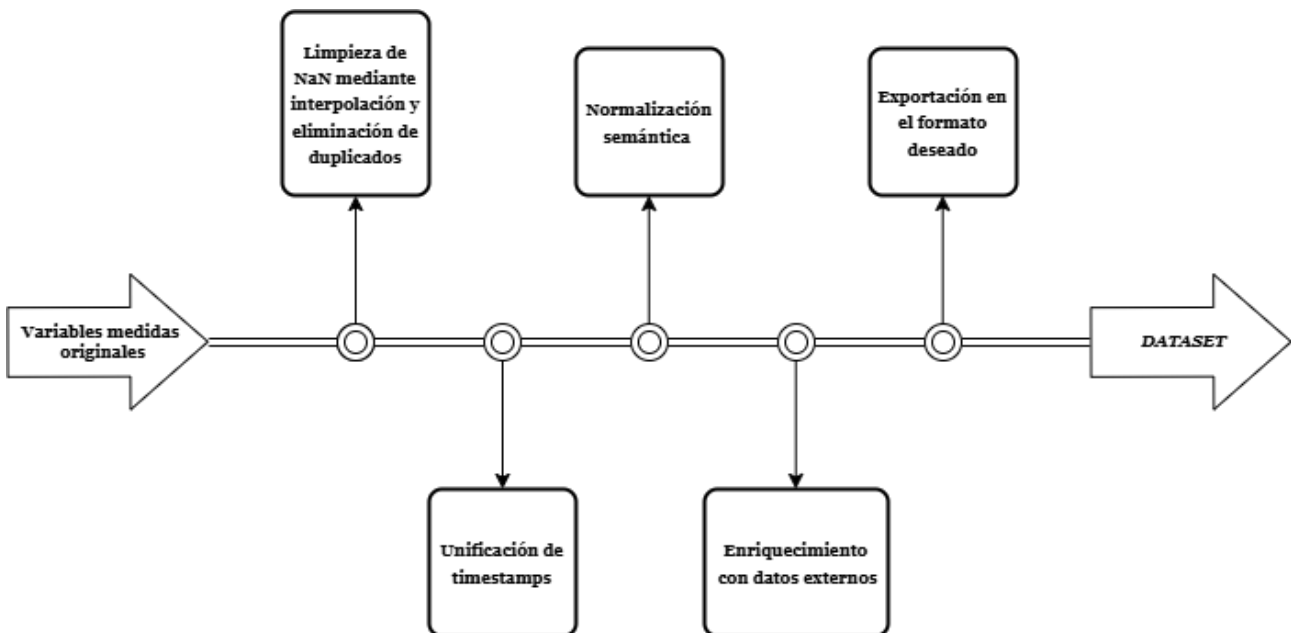 Limpieza de
NaN mediante
interpolación y
eliminación de
duplicados
Normalización
semántica
Exportación en
el formato
deseado
Variables medidas
originales
DATASET
Unificación de
timestamps
Enriquecimiento
con datos externos